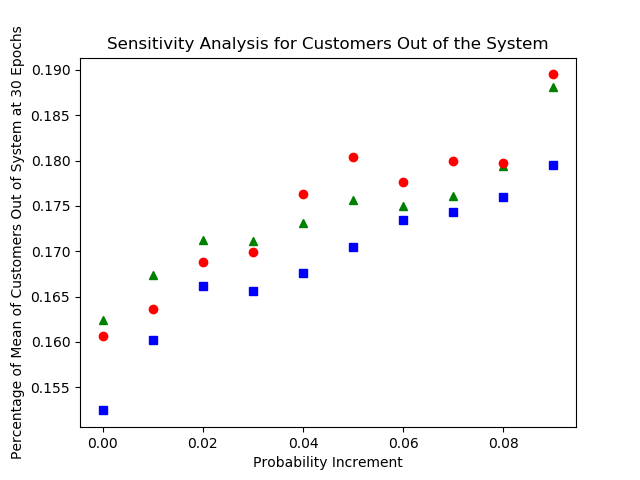 Sensitivity Analysis for Customers Out of the System
Percentage of Mean of Customers Out of System at 30 Epochs
0.190
0.185
0.180
0.175
0.170
0.165
0.160
0.155
0.00 0.02 0.04 0.06 0.08
Probability Increment